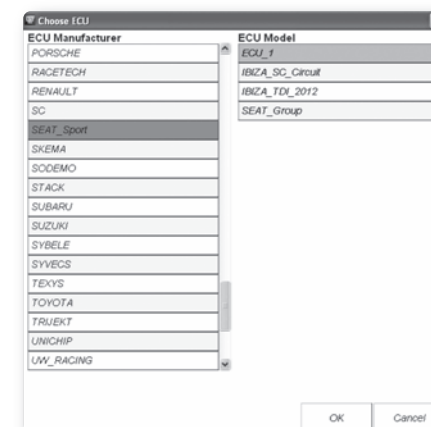 Choose ECU
ECU Manufacturer
PORSCHE
RACETECH
RENAULT
SC
SEAT_Sport
SKEMA
SODEMO
STACK
SUBARU
SUZUKI
SYBELE
SYVECS
TEXYS
TOYOTA
TRIJEKT
UNICHIP
UW_RACING
ECU Model
ECU_1
IBIZA_SC_Circuit
IBIZA_TDI_2012
SEAT_Group
OK Cancel